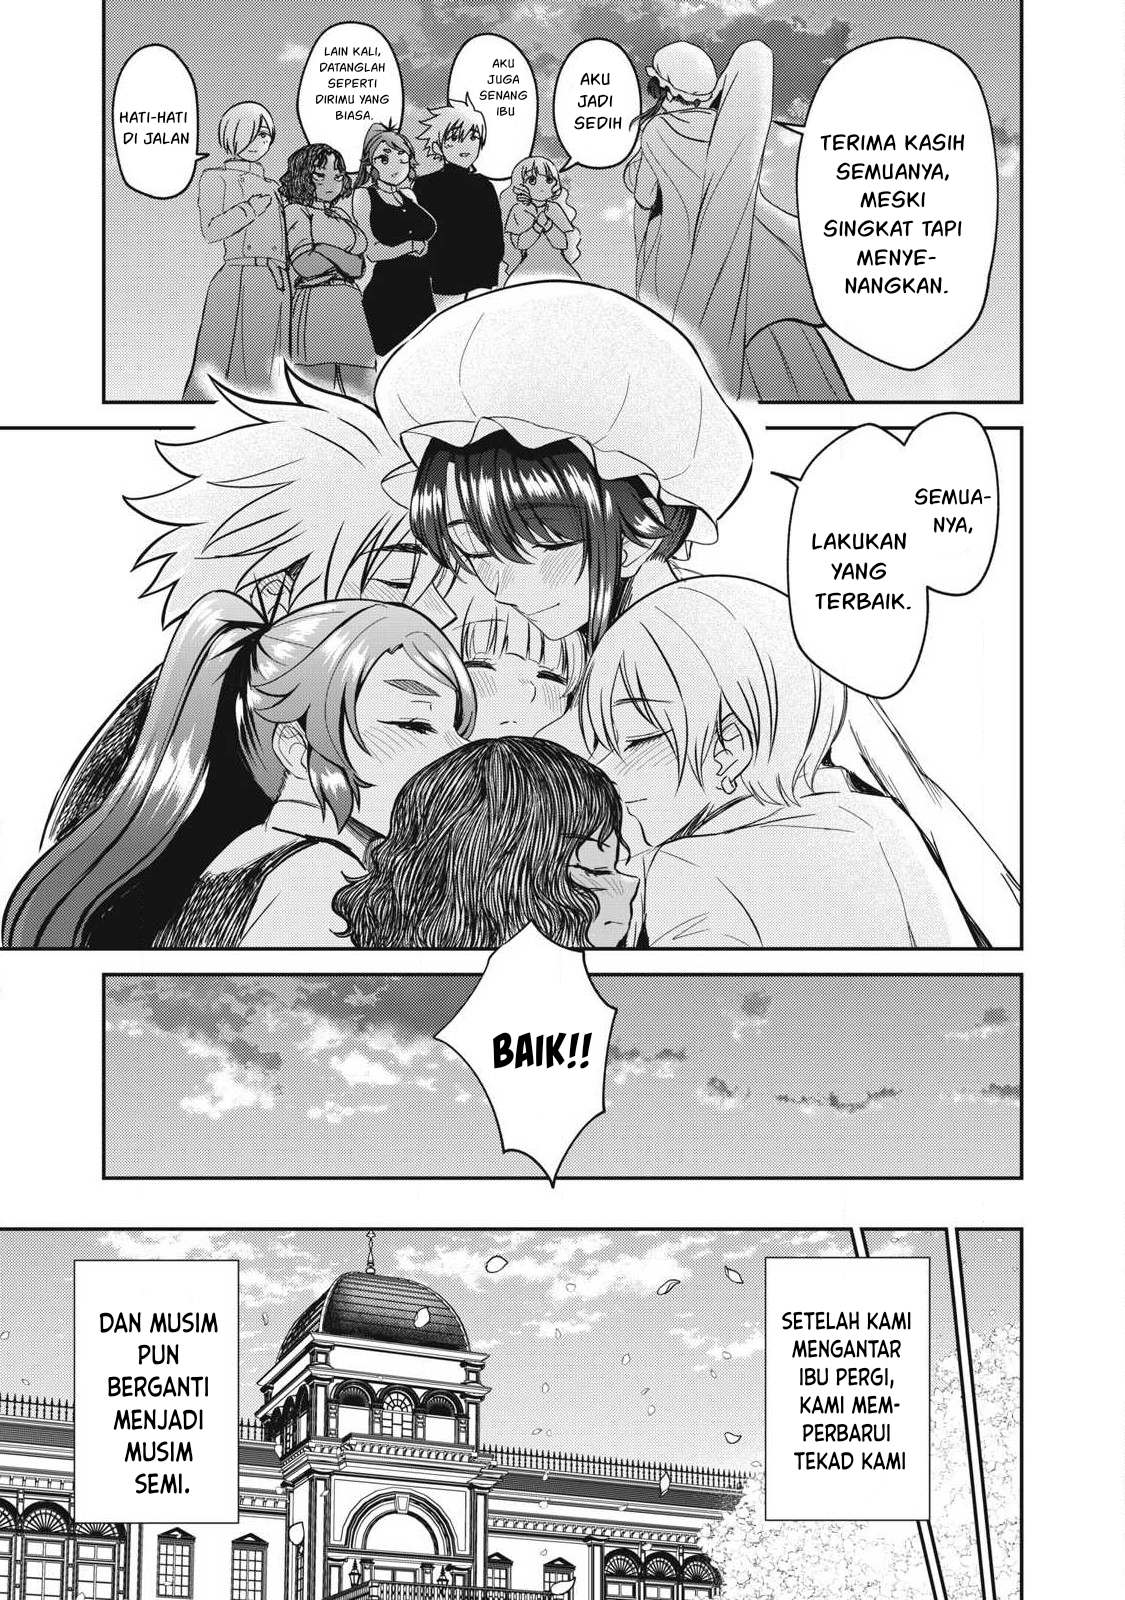 TERIMA KASIH
SEMUANYA,
MESKI
SINGKAT TAPI
MENYE-
NANGKAN.
AKU
JADI
SEDIH
AKU
JUGA
SENANG
IBU
LAIN KALI,
DATANGLAH
SEPERTI
DIRIMU YANG
BIASA.
HATI-HATI
DI JALAN
SEMUA-
NYA,
LAKUKAN
YANG
TERBAIK.
BAIK!!
SETELAH KAMI
MENGANTAR
IBU PERGI,
KAMI MEM-
PERBARUI
TEKAD KAMI
DAN MUSIM
PUN
BERGANTI
MENJADI
MUSIM
SEMI.